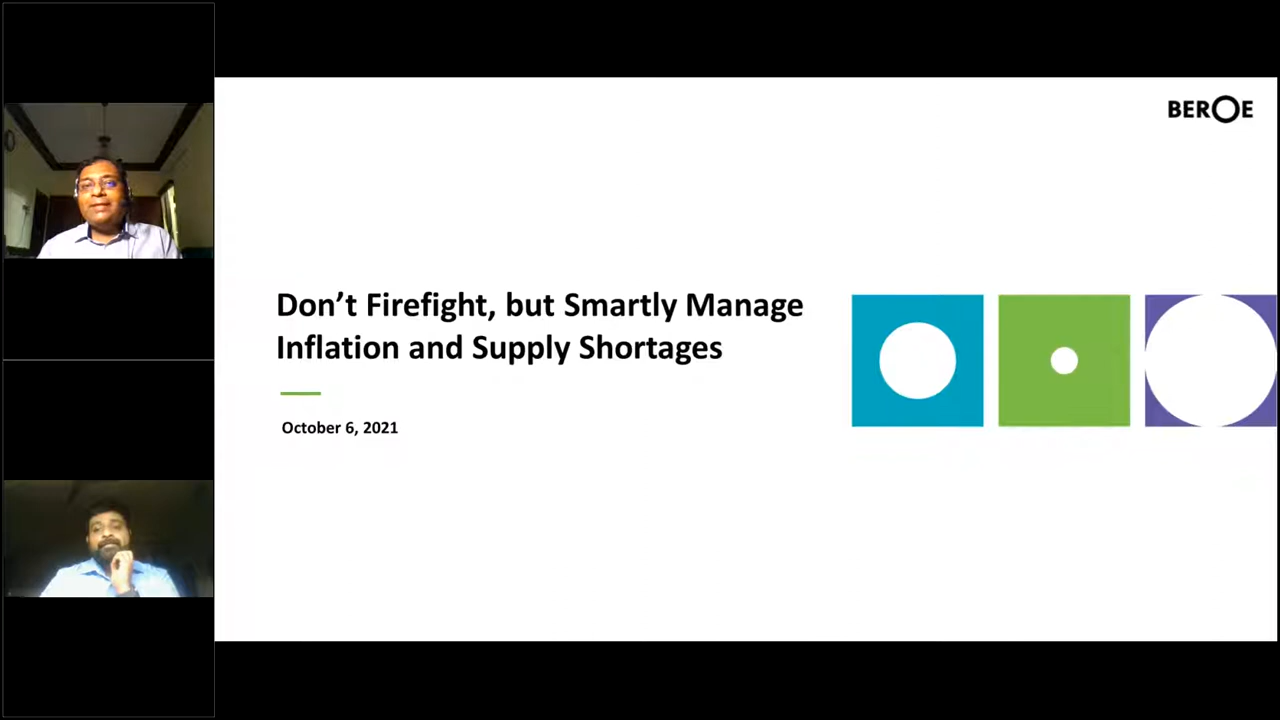 BEROE
Don’t Firefight, but Smartly Manage
Inflation and Supply Shortages
October 6, 2021